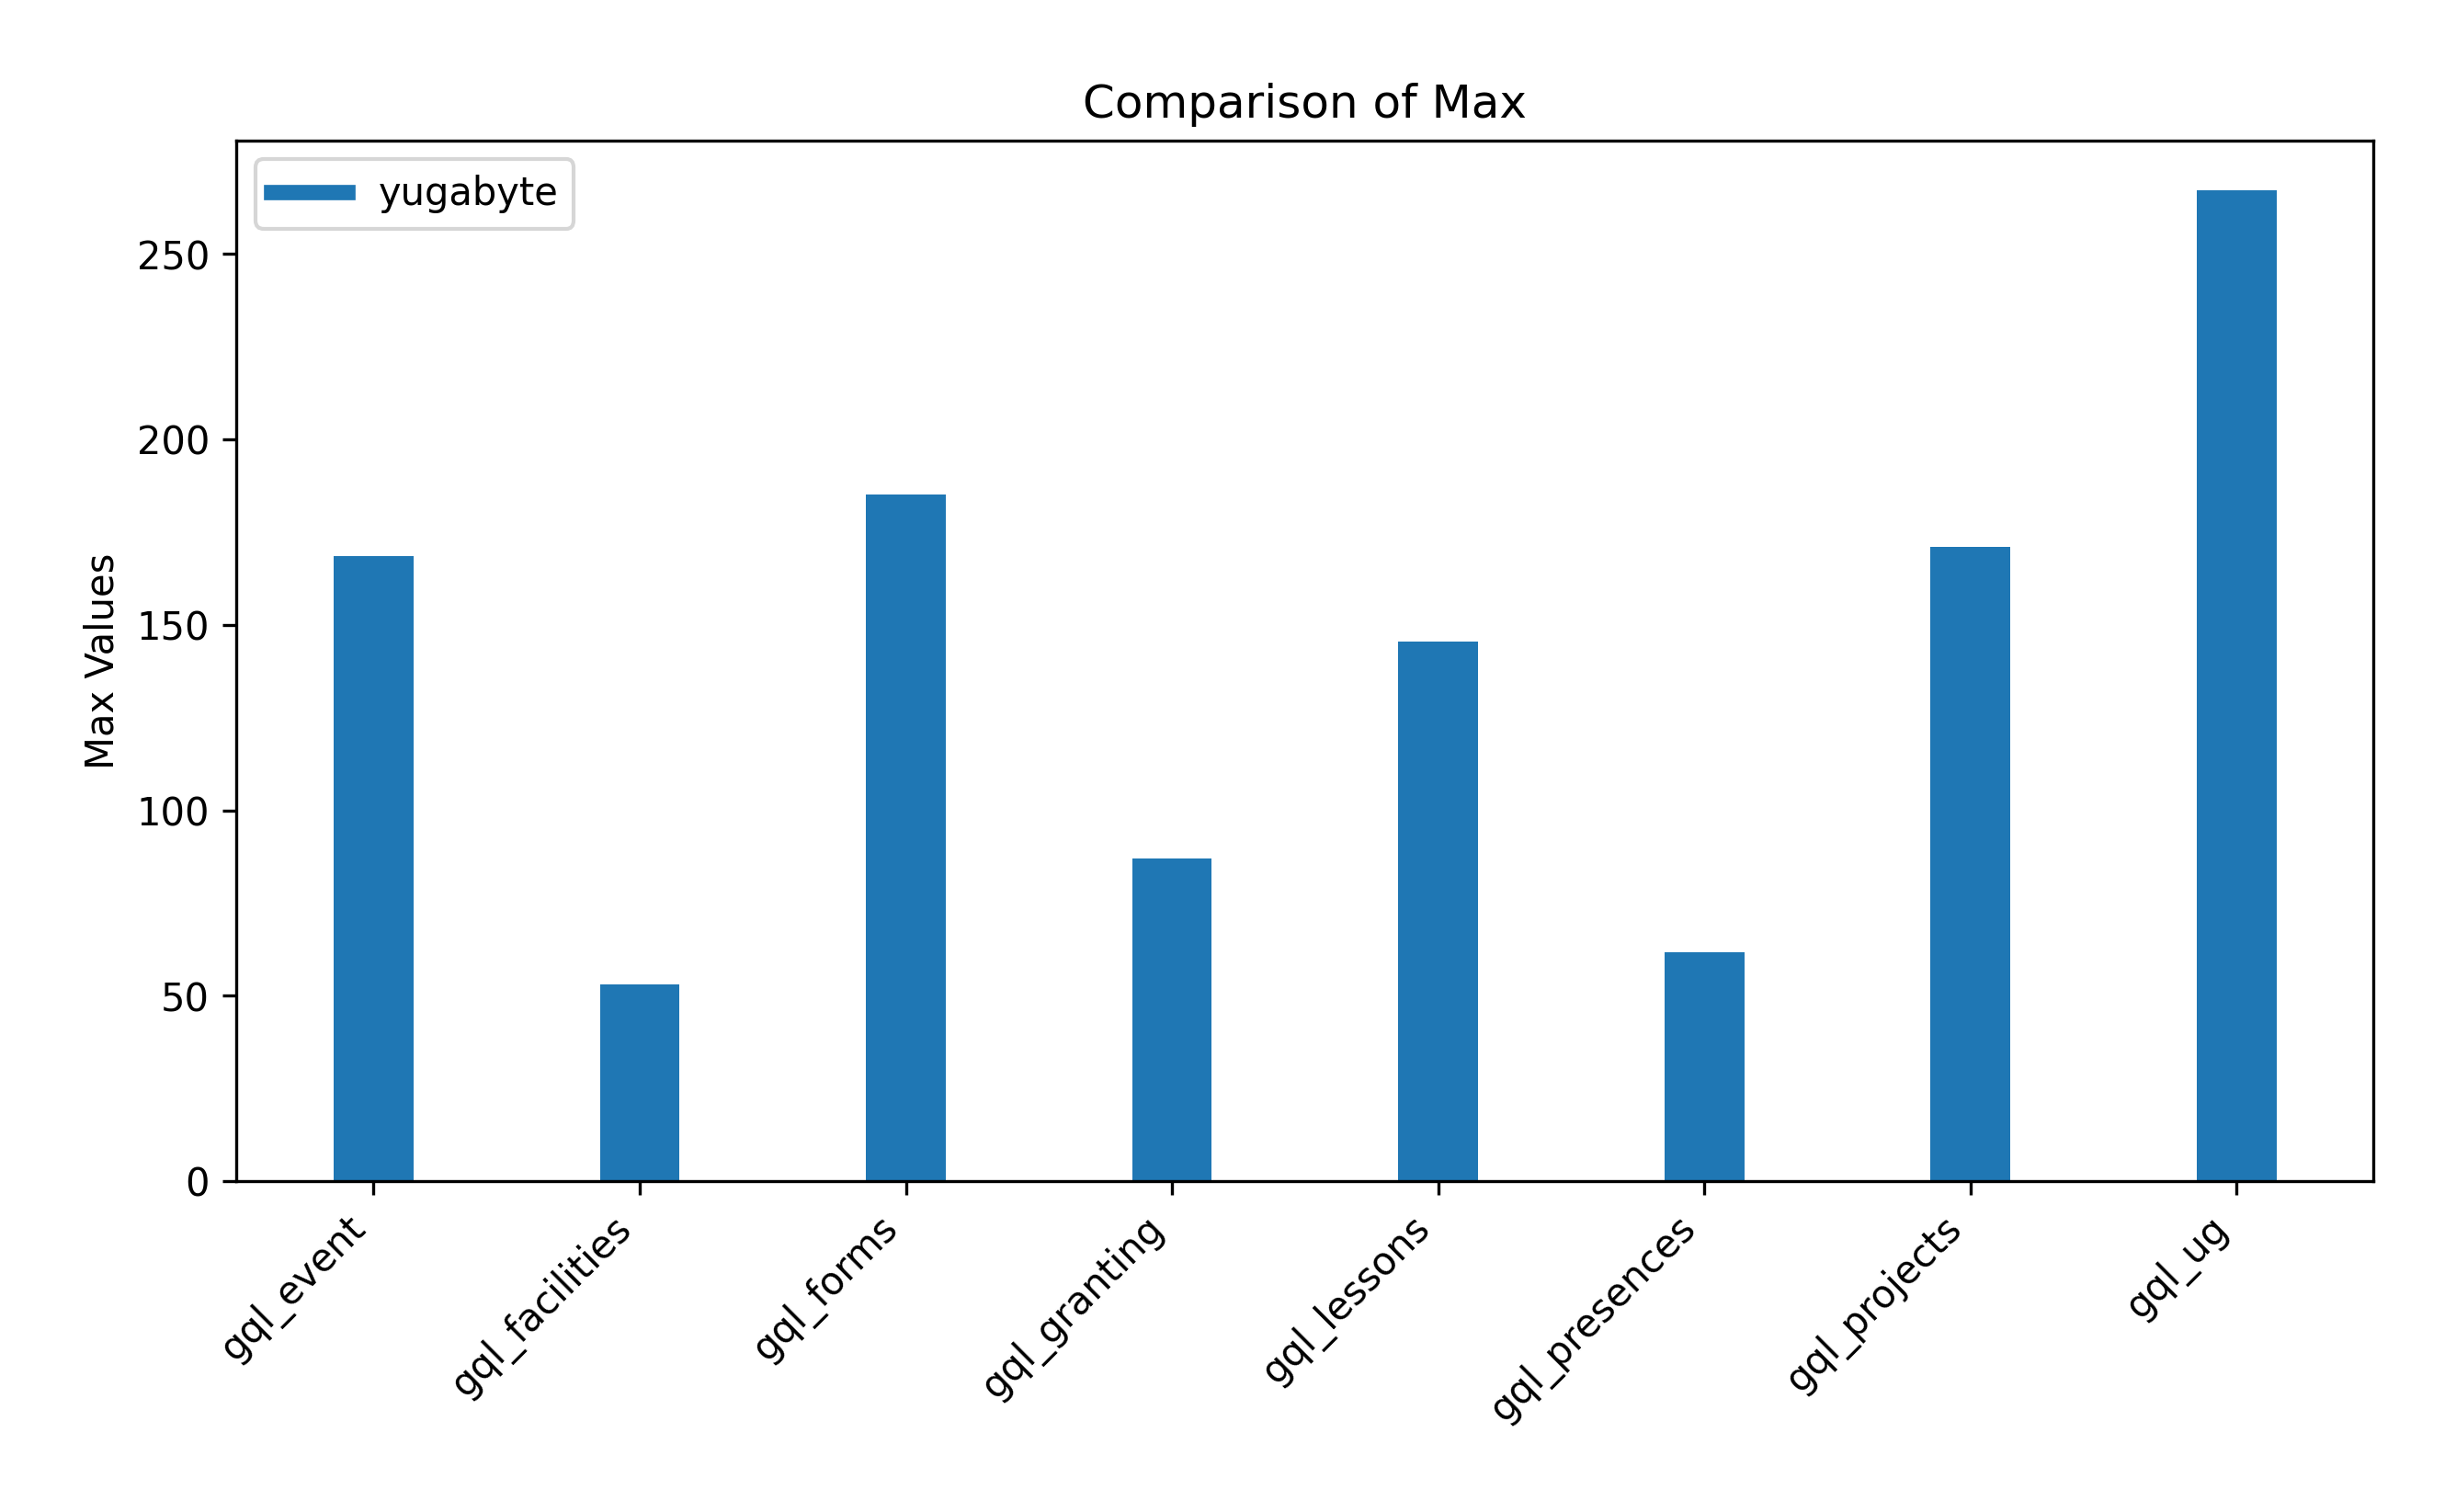 Comparison of Max
yugabyte
Max Values
250
200
150
100
50
0
gql_event
gql_facilities
gql_forms
gql_granting
gql_lessons
gql_presences
gql_projects
gql_ug